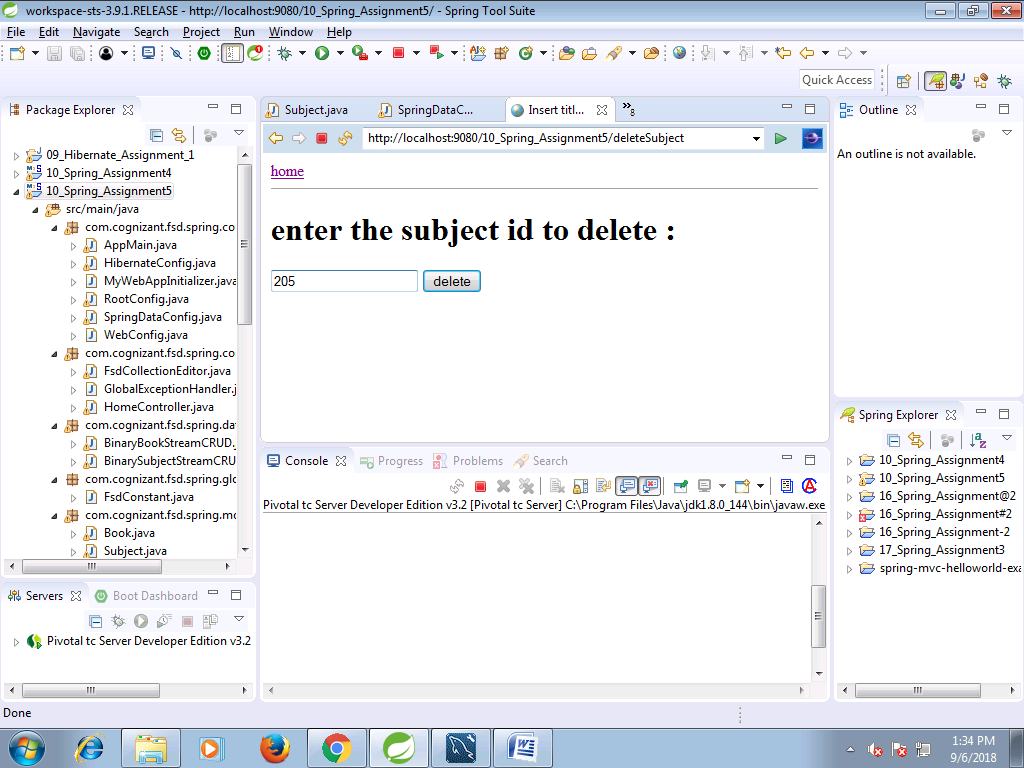 workspace-sts-3.9.1.RELEASE - http://localhost:9080/10_Spring_Assignment5/ - Spring Tool Suite
File Edit Navigate Search Project Run Window Help
Quick Access
Package Explorer
09_Hibernate_Assignment_1
10_Spring_Assignment4
10_Spring_Assignment5
src/main/java
com.cognizant.fsd.spring.co
AppMain.java
HibernateConfig.java
MyWebAppInitializer.java
RootConfig.java
SpringDataConfig.java
WebConfig.java
com.cognizant.fsd.spring.co
FsdCollectionEditor.java
GlobalExceptionHandler.j
HomeController.java
com.cognizant.fsd.spring.da
BinaryBookStreamCRUD.
BinarySubjectStreamCRU
com.cognizant.fsd.spring.glo
FsdConstant.java
com.cognizant.fsd.spring.mo
Book.java
Subject.java
Servers Boot Dashboard
Pivotal tc Server Developer Edition v3.2
Subject.java SpringDataC... Insert titl... »8
http://localhost:9080/10_Spring_Assignment5/deleteSubject
home
enter the subject id to delete :
205 delete
Console Progress Problems Search
Pivotal tc Server Developer Edition v3.2 [Pivotal tc Server] C:\Program Files\Java\jdk1.8.0_144\bin\javaw.exe
Outline
An outline is not available.
Spring Explorer
10_Spring_Assignment4
10_Spring_Assignment5
16_Spring_Assignment@2
16_Spring_Assignment#2
16_Spring_Assignment-2
17_Spring_Assignment3
spring-mvc-helloworld-exa
Done
1:34 PM
9/6/2018